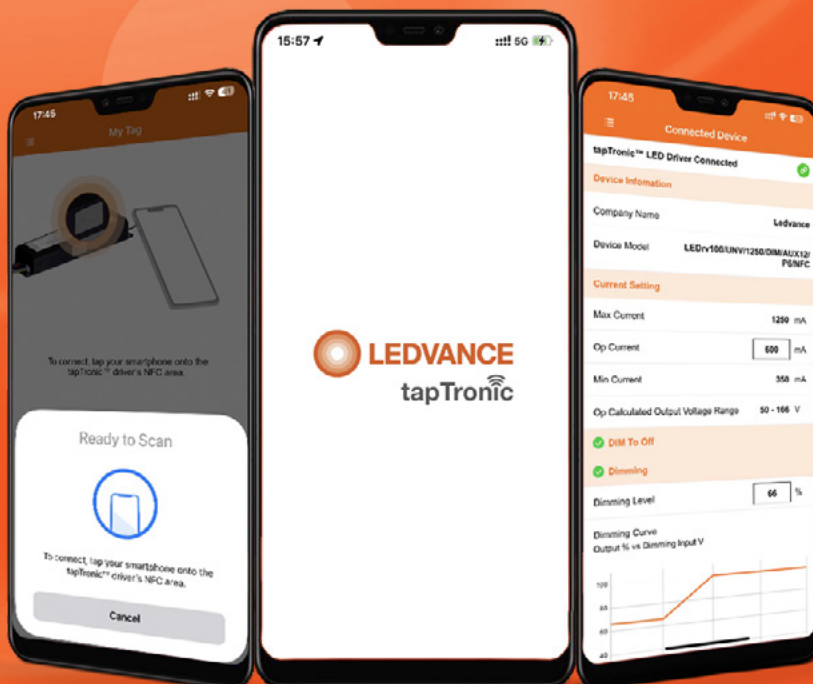 17:45
My Tag
To connect, tap your smartphone onto the
tapTronic™ driver's NFC area.
Ready to Scan
To connect, tap your smartphone onto the
tapTronic™ driver's NFC area.
Cancel
15:57
5G
LEDVANCE
tapTronic
17:45
Connected Device
tapTronic™ LED Driver Connected
Device Infomation
Company Name Ledvance
Device Model LEDrv100/UNV/1250/DIM/AUX12/
P6/NFC
Current Setting
Max Current 1250 mA
Op Current 600 mA
Min Current 350 mA
Op Calculated Output Voltage Range 50 - 166 V
DIM To Off
Dimming
Dimming Level 66 %
Dimming Curve
Output % vs Dimming Input V
100
80
60
40